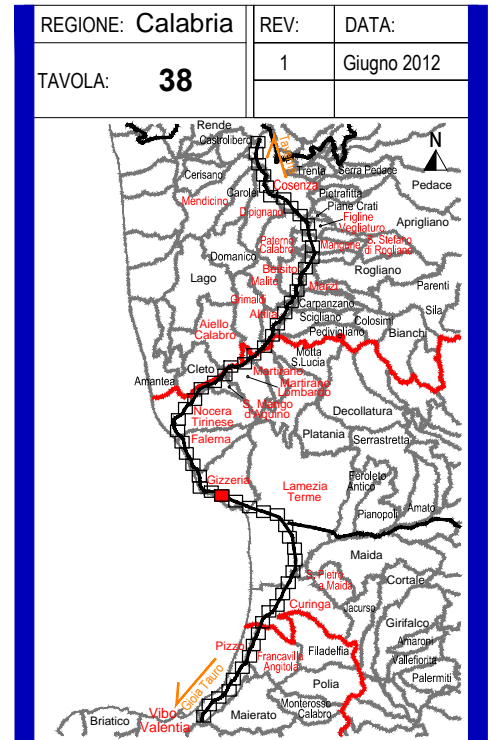 REGIONE: Calabria
REV:
DATA:
TAVOLA: 38
1
Giugno 2012
N
Rende
Castrolibero
Taranto
Trenta
Serra Pedace
Cerisano
Carolei
Cosenza
Pedace
Mendicino
Pietrafitta
Piane Crati
Dipignano
Figline
Vegliaturo
Aprigliano
Paterno
Calabro
Mangone
S. Stefano
di Rogliano
Domanico
Belsito
Rogliano
Lago
Malito
Marzi
Parenti
Grimaldi
Carpanzano
Altilia
Scigliano
Colosimi
Sila
Aiello
Calabro
Pedivigliano
Bianchi
Motta
S.Lucia
Cleto
Martirano
Amantea
Martirano
Lombardo
S. Mango
d'Aquino
Nocera
Tirinese
Decollatura
Falerna
Platania
Serrastretta
Gizzeria
Lamezia
Terme
Feroleto
Antico
Pianopoli
Amato
Maida
S. Pietro
a Maida
Cortale
Curinga
Jacurso
Girifalco
Pizzo
Filadelfia
Amaroni
Francavilla
Angitola
Vallefiorita
Gioia Tauro
Polia
Palermiti
Monterosso
Calabro
Vibo
Valentia
Briatico
Maierato